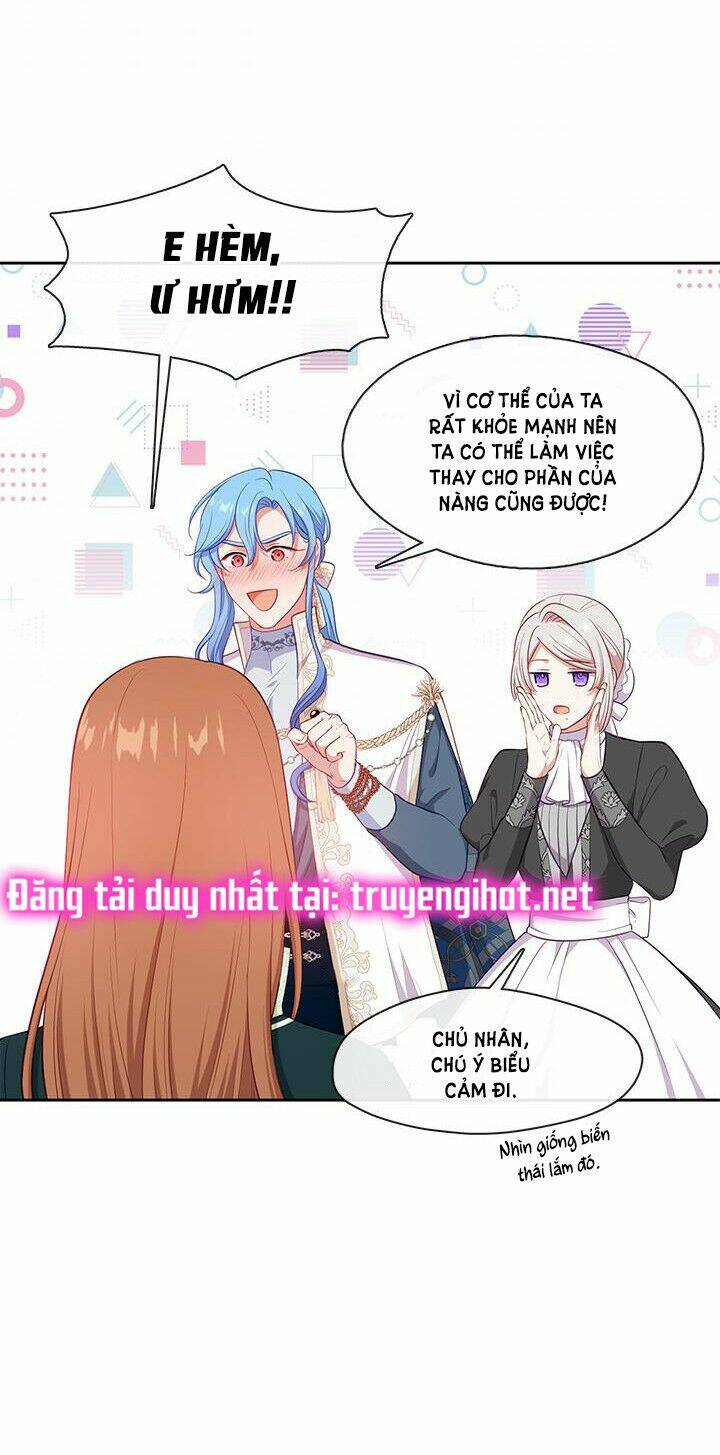 E HÈM,
Ư HƯM!!
VÌ CƠ THỂ CỦA TA
RẤT KHỎE MẠNH NÊN
TA CÓ THỂ LÀM VIỆC
THAY CHO PHẦN CỦA
NÀNG CŨNG ĐƯỢC!
Đăng tải duy nhất tại: truyengihot.net
CHỦ NHÂN,
CHÚ Ý BIỂU
CẢM ĐI.
Nhìn giống biến
thái lắm đó.